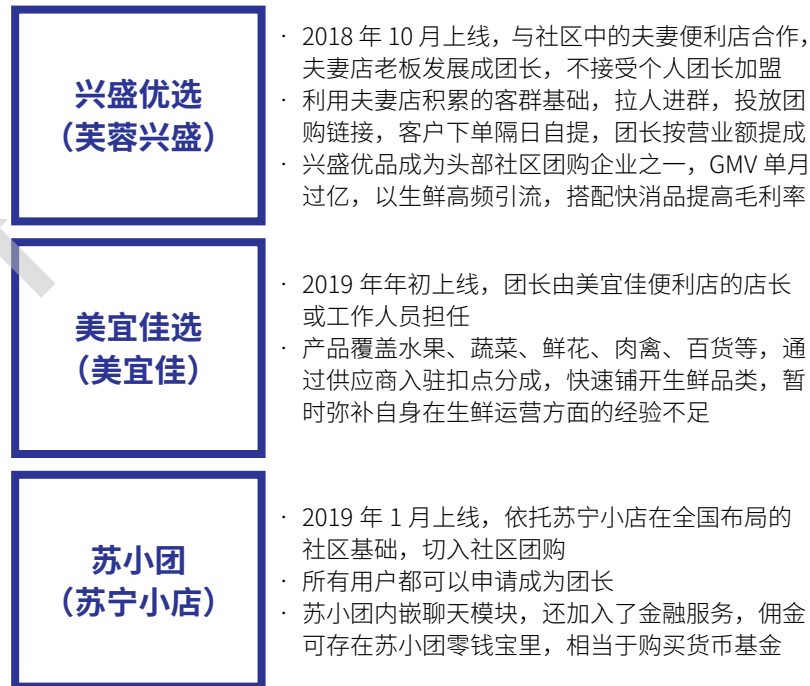 兴盛优选
（芙蓉兴盛）
· 2018 年 10 月上线，与社区中的夫妻便利店合作，
夫妻店老板发展成团长，不接受个人团长加盟
· 利用夫妻店积累的客群基础，拉人进群，投放团
购链接，客户下单隔日自提，团长按营业额提成
· 兴盛优品成为头部社区团购企业之一，GMV 单月
过亿，以生鲜高频引流，搭配快消品提高毛利率
美宜佳选
（美宜佳）
· 2019 年年初上线，团长由美宜佳便利店的店长
或工作人员担任
· 产品覆盖水果、蔬菜、鲜花、肉禽、百货等，通
过供应商入驻扣点分成，快速铺开生鲜品类，暂
时弥补自身在生鲜运营方面的经验不足
苏小团
（苏宁小店）
· 2019 年 1 月上线，依托苏宁小店在全国布局的
社区基础，切入社区团购
· 所有用户都可以申请成为团长
· 苏小团内嵌聊天模块，还加入了金融服务，佣金
可存在苏小团零钱宝里，相当于购买货币基金